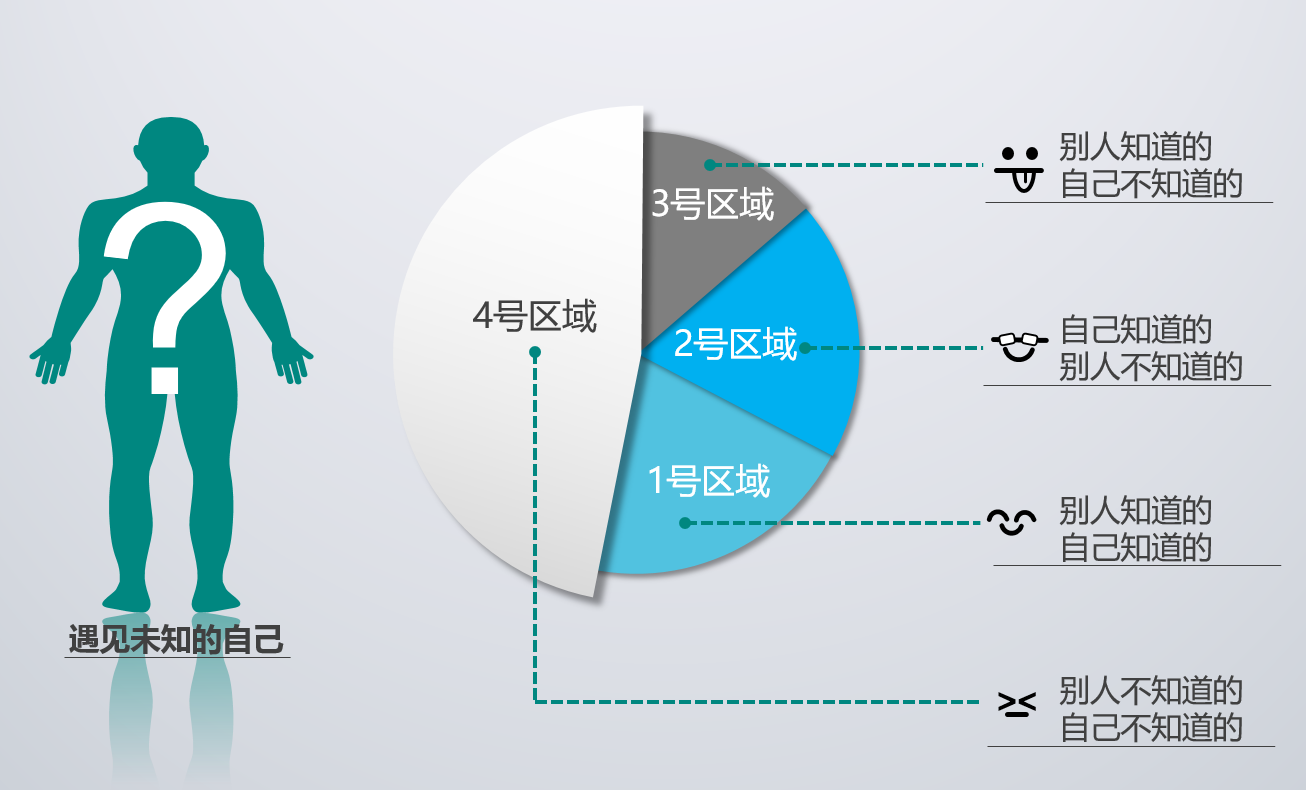 别人知道的
自己不知道的
3号区域
4号区域
2号区域
自己知道的
别人不知道的
1号区域
别人知道的
自己知道的
?
遇见未知的自己
别人不知道的
自己不知道的